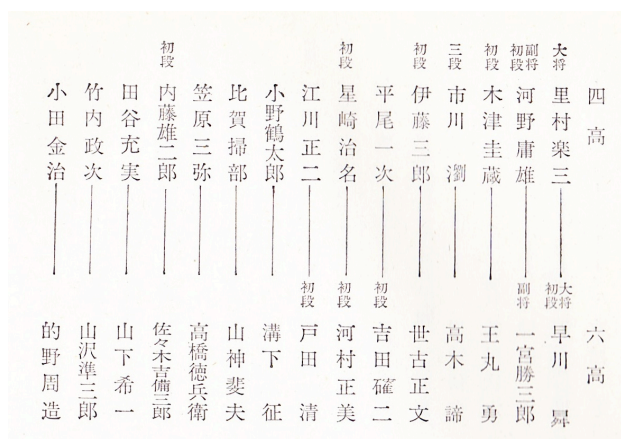 四高 六高
大将 里村楽三 大将 初段 早川昇
副将 初段 河野庸雄 副将 一宮勝三郎
初段 木津圭蔵 王丸勇
三段 市川瀏 高木諦
初段 伊藤三郎 世古正文
平尾一次 初段 吉田確二
初段 星崎治名 初段 河村正美
江川正二 初段 戸田清
小野鶴太郎 溝下征
比賀掃部 山神斐夫
笠原三弥 高橋徳兵衛
初段 内藤雄二郎 佐々木吉備三郎
田谷充実 山下希一
竹内政次 山沢準三郎
小田金治 的野周造